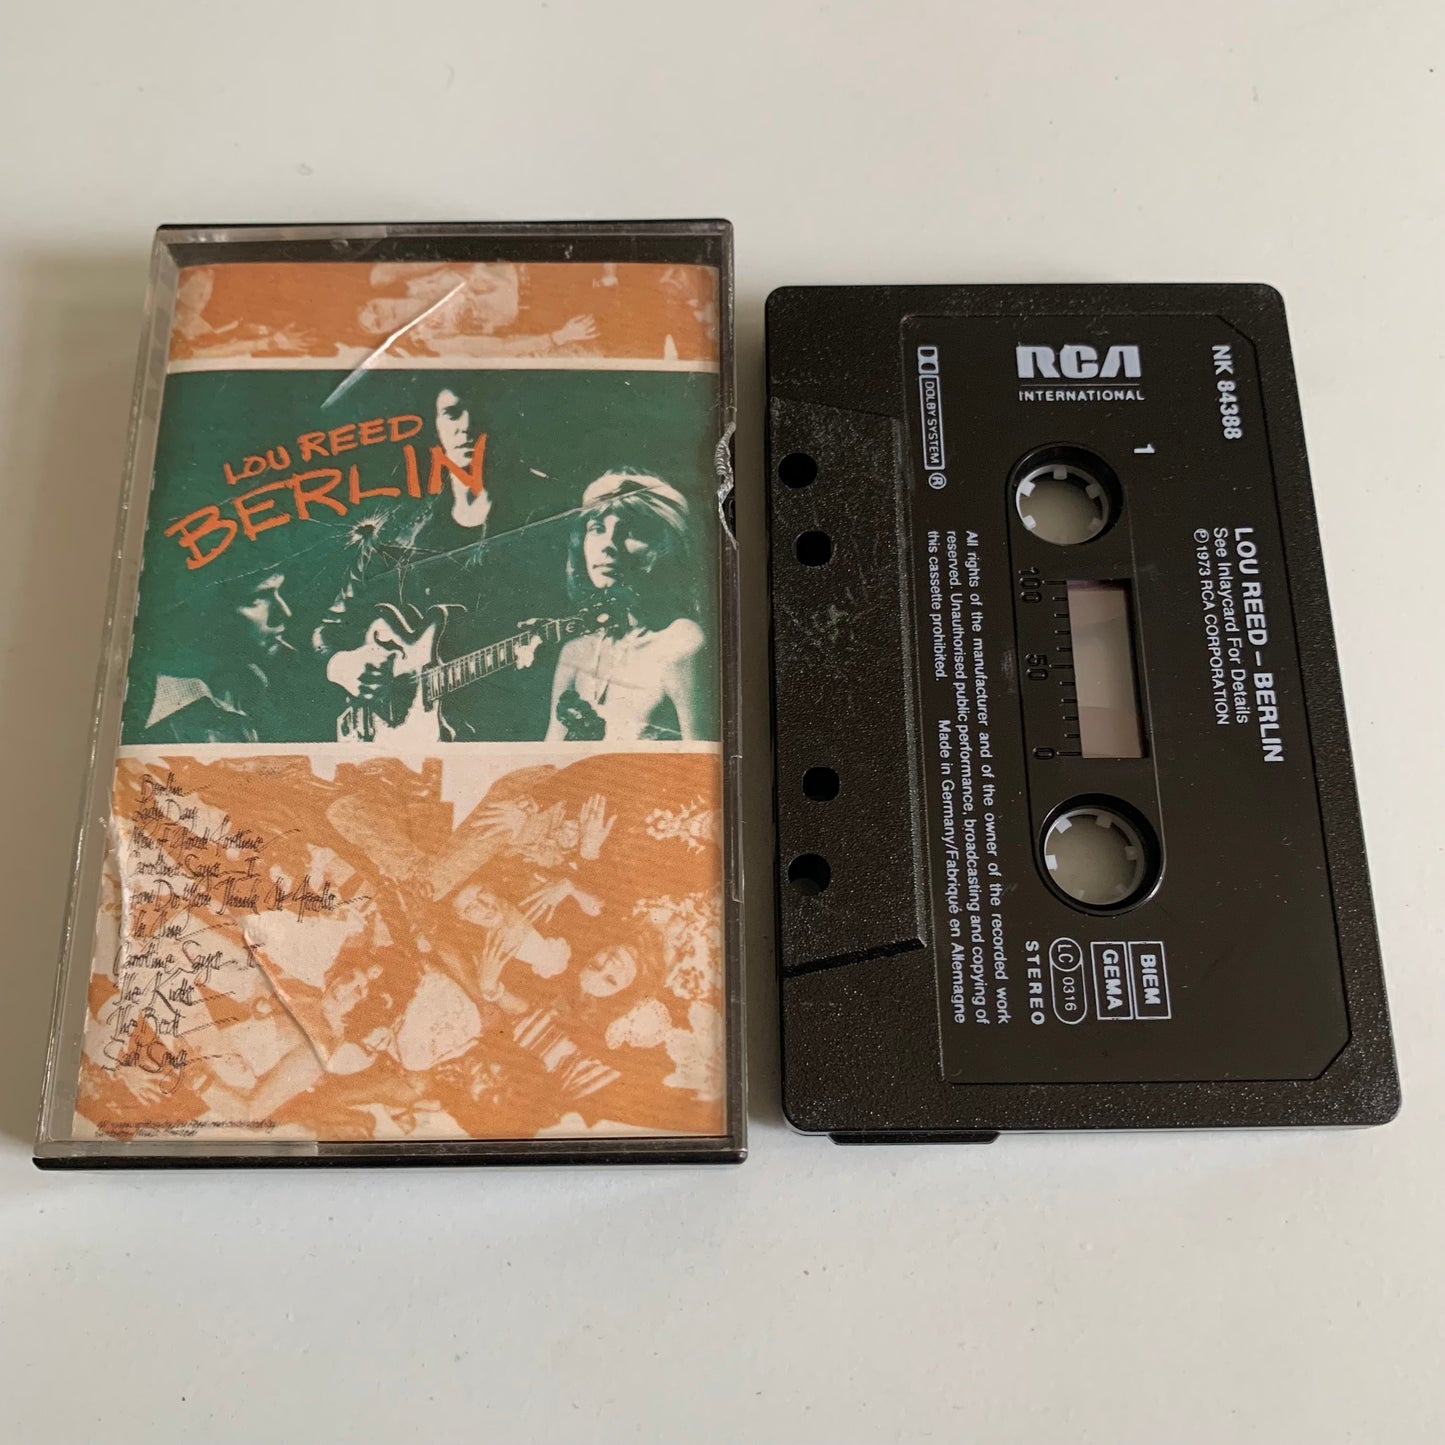 LOU REED
BERLIN
Berlin
Lady Day
Men of Good Fortune
Caroline Says I
How Do You Think It Feels
Oh Jim
Caroline Says II
The Kids
The Bed
Sad Song
RCA
INTERNATIONAL
NK 84388
1
DOLBY SYSTEM ®
LOU REED – BERLIN
See Inlaycard For Details
℗ 1973 RCA CORPORATION
100 50 0
All rights of the manufacturer and of the owner of the recorded work
reserved. Unauthorised public performance, broadcasting and copying of
this cassette prohibited. Made in Germany/Fabriqué en Allemagne
STEREO
LC 0316
BIEM
GEMA